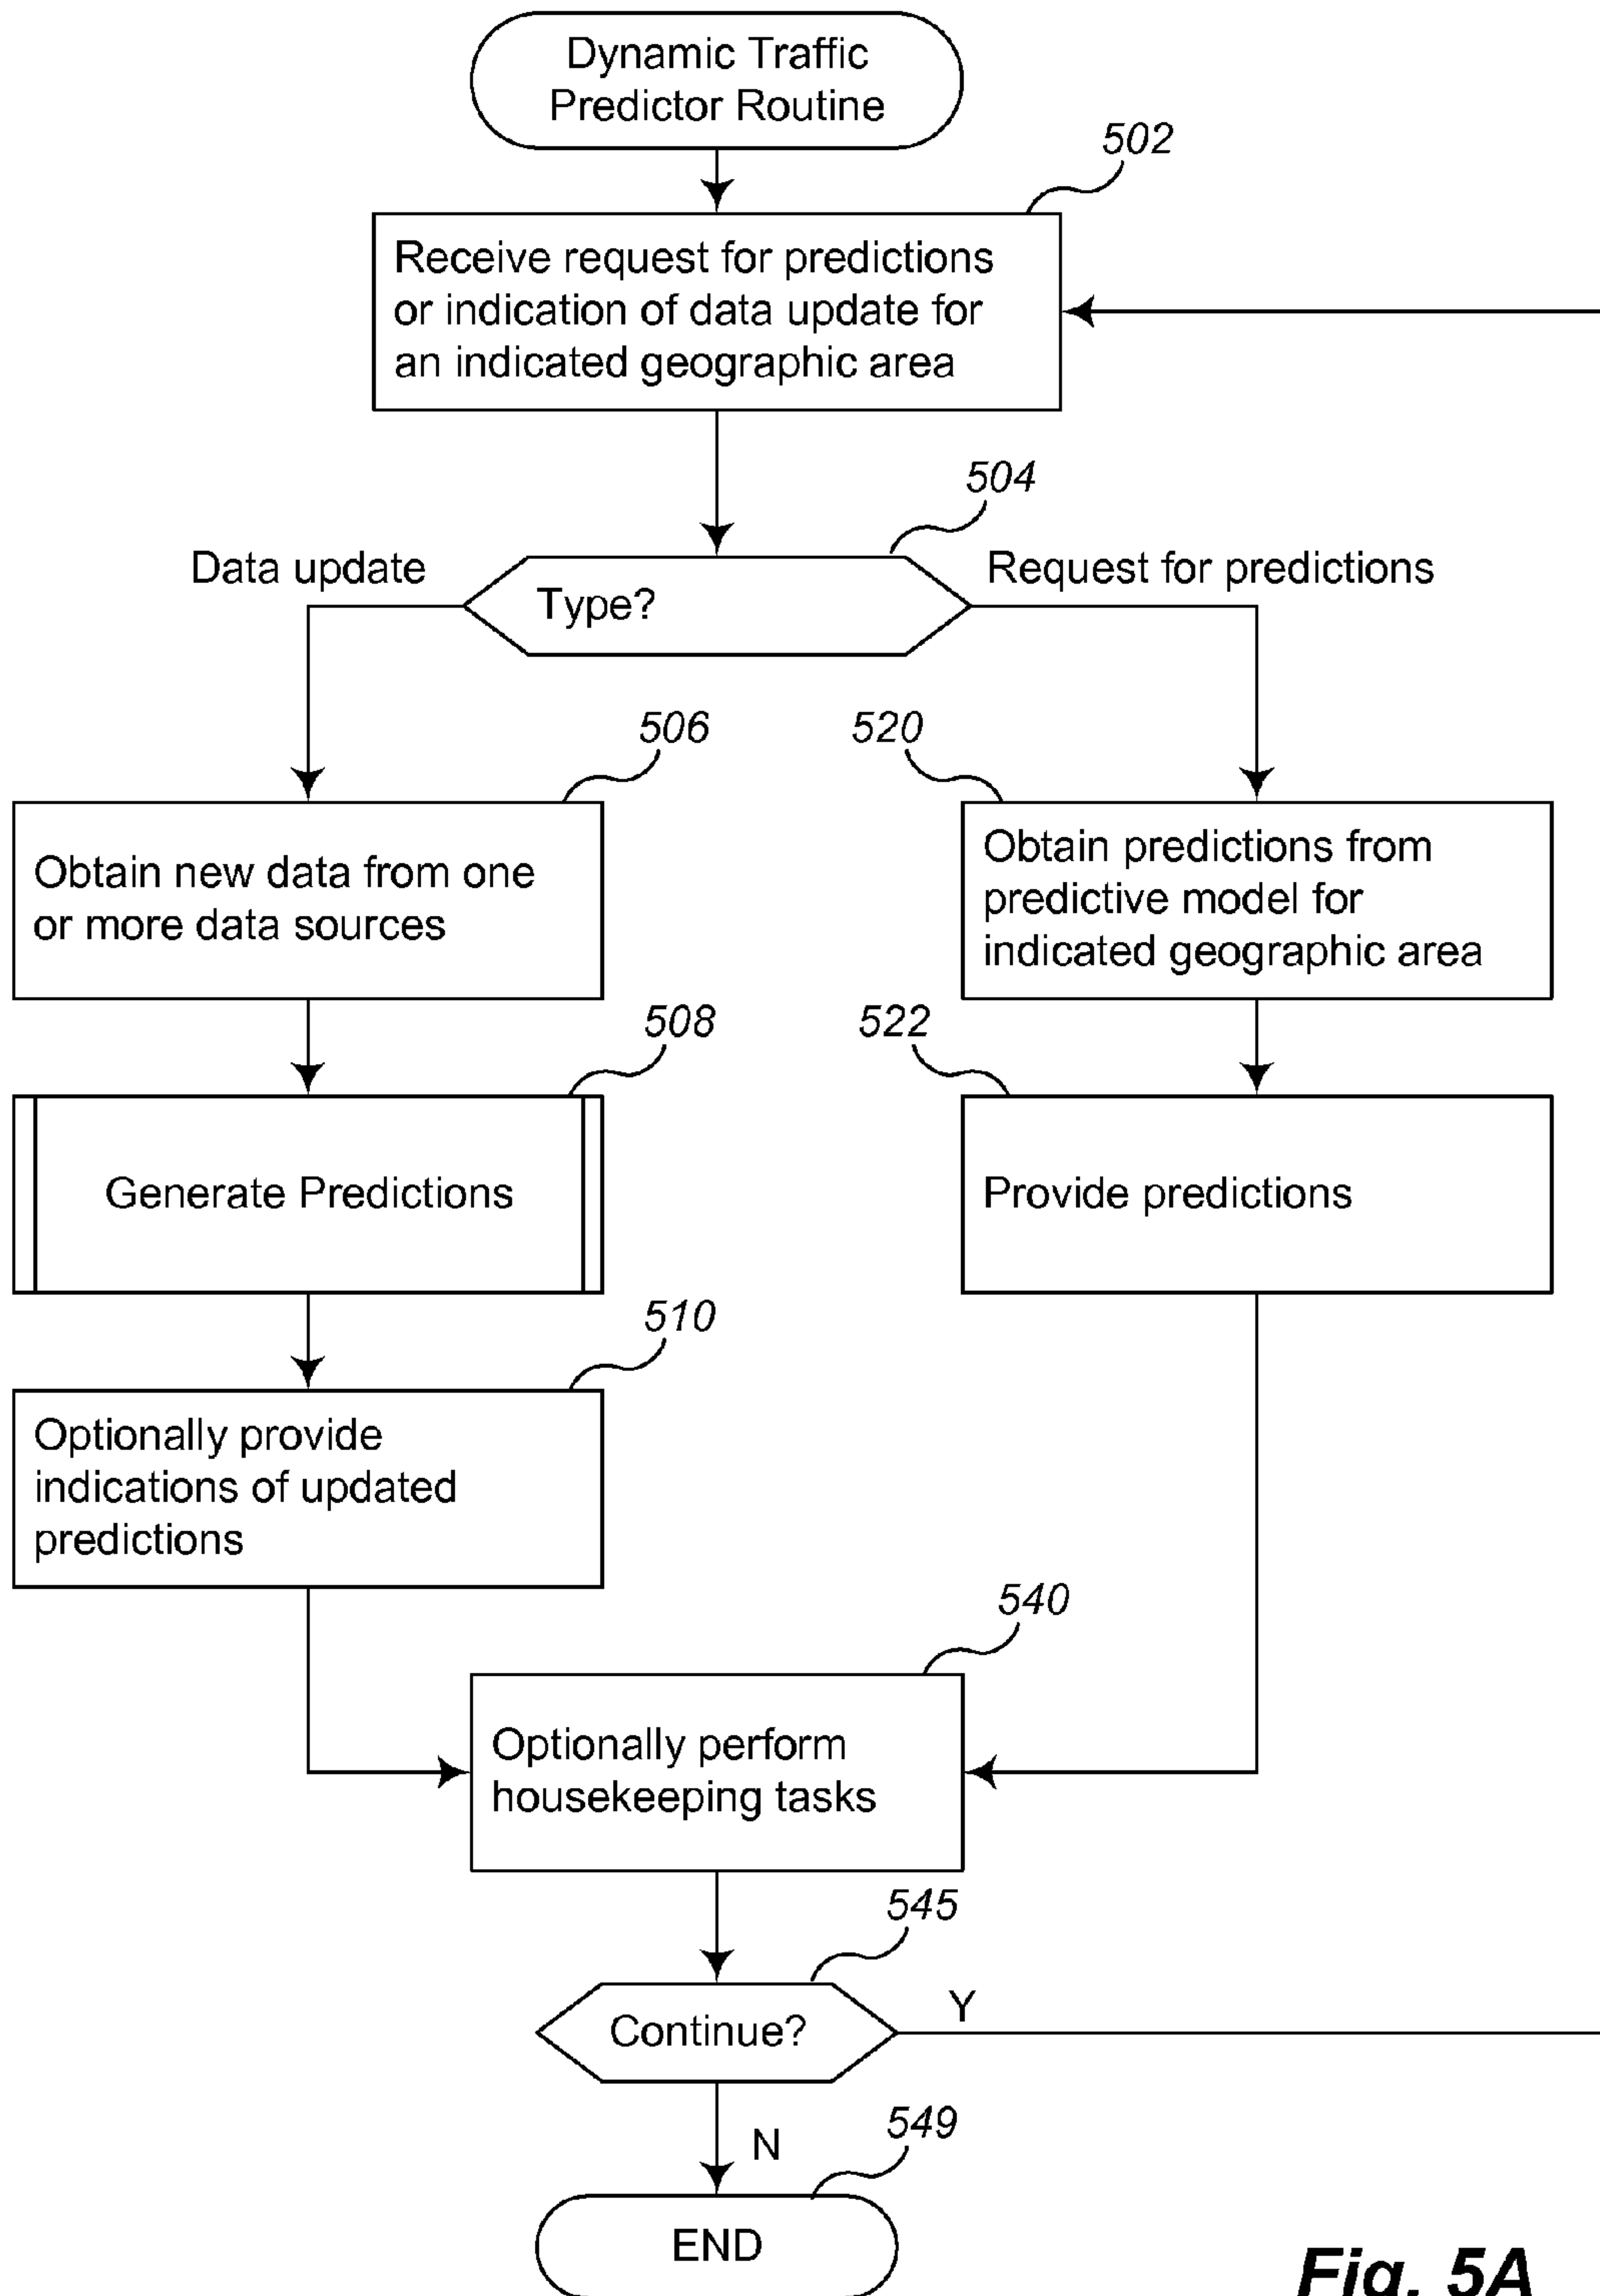 Dynamic Traffic
Predictor Routine
502
Receive request for predictions
or indication of data update for
an indicated geographic area
504
Data update
Type?
Request for predictions
506
520
Obtain new data from one
or more data sources
Obtain predictions from
predictive model for
indicated geographic area
508
522
Generate Predictions
Provide predictions
510
Optionally provide
indications of updated
predictions
540
Optionally perform
housekeeping tasks
545
Continue?
Y
N
549
END
Fig. 5A